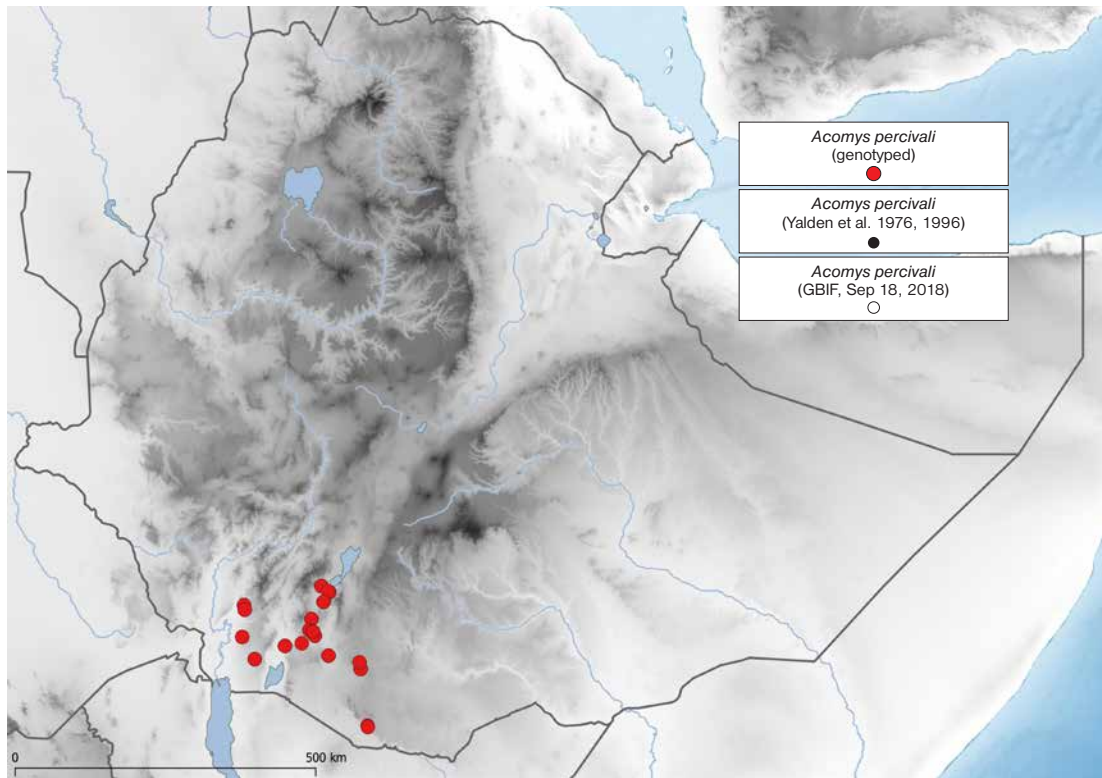 Acomys percivali
(genotyped)
Acomys percivali
(Yalden et al. 1976, 1996)
Acomys percivali
(GBIF, Sep 18, 2018)
0 500 km